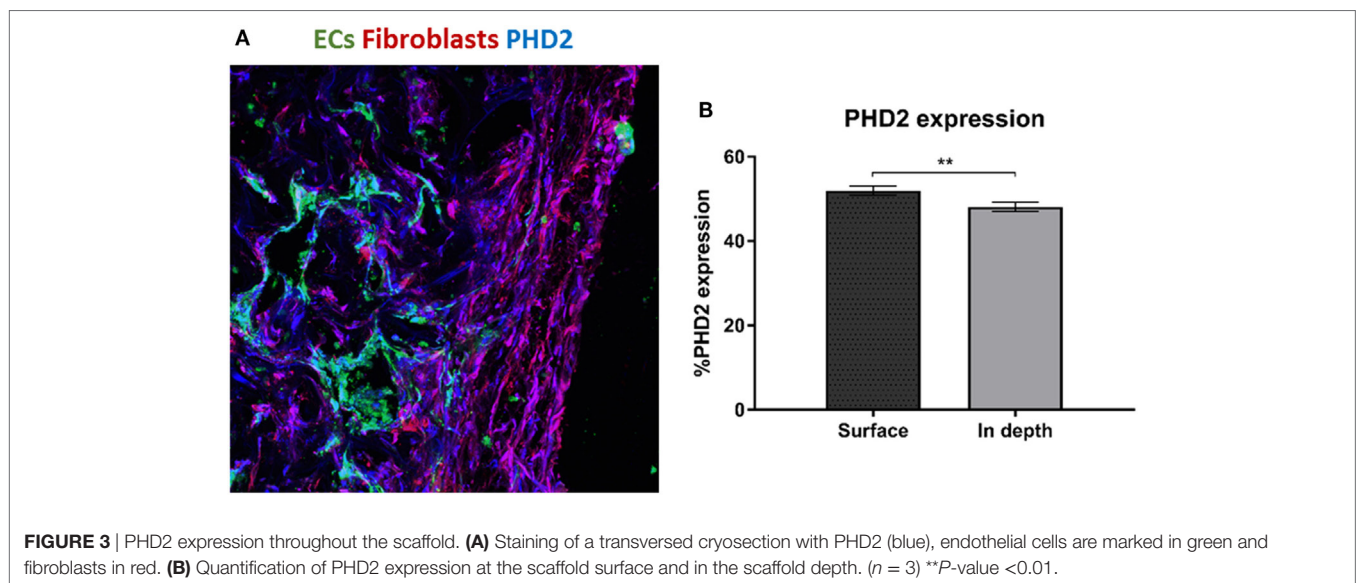 A
ECs Fibroblasts PHD2
B
PHD2 expression
%PHD2 expression
60
40
20
0
**
Surface
In depth
FIGURE 3 | PHD2 expression throughout the scaffold. (A) Staining of a transversed cryosection with PHD2 (blue), endothelial cells are marked in green and
fibroblasts in red. (B) Quantification of PHD2 expression at the scaffold surface and in the scaffold depth. (n = 3) **P-value <0.01.